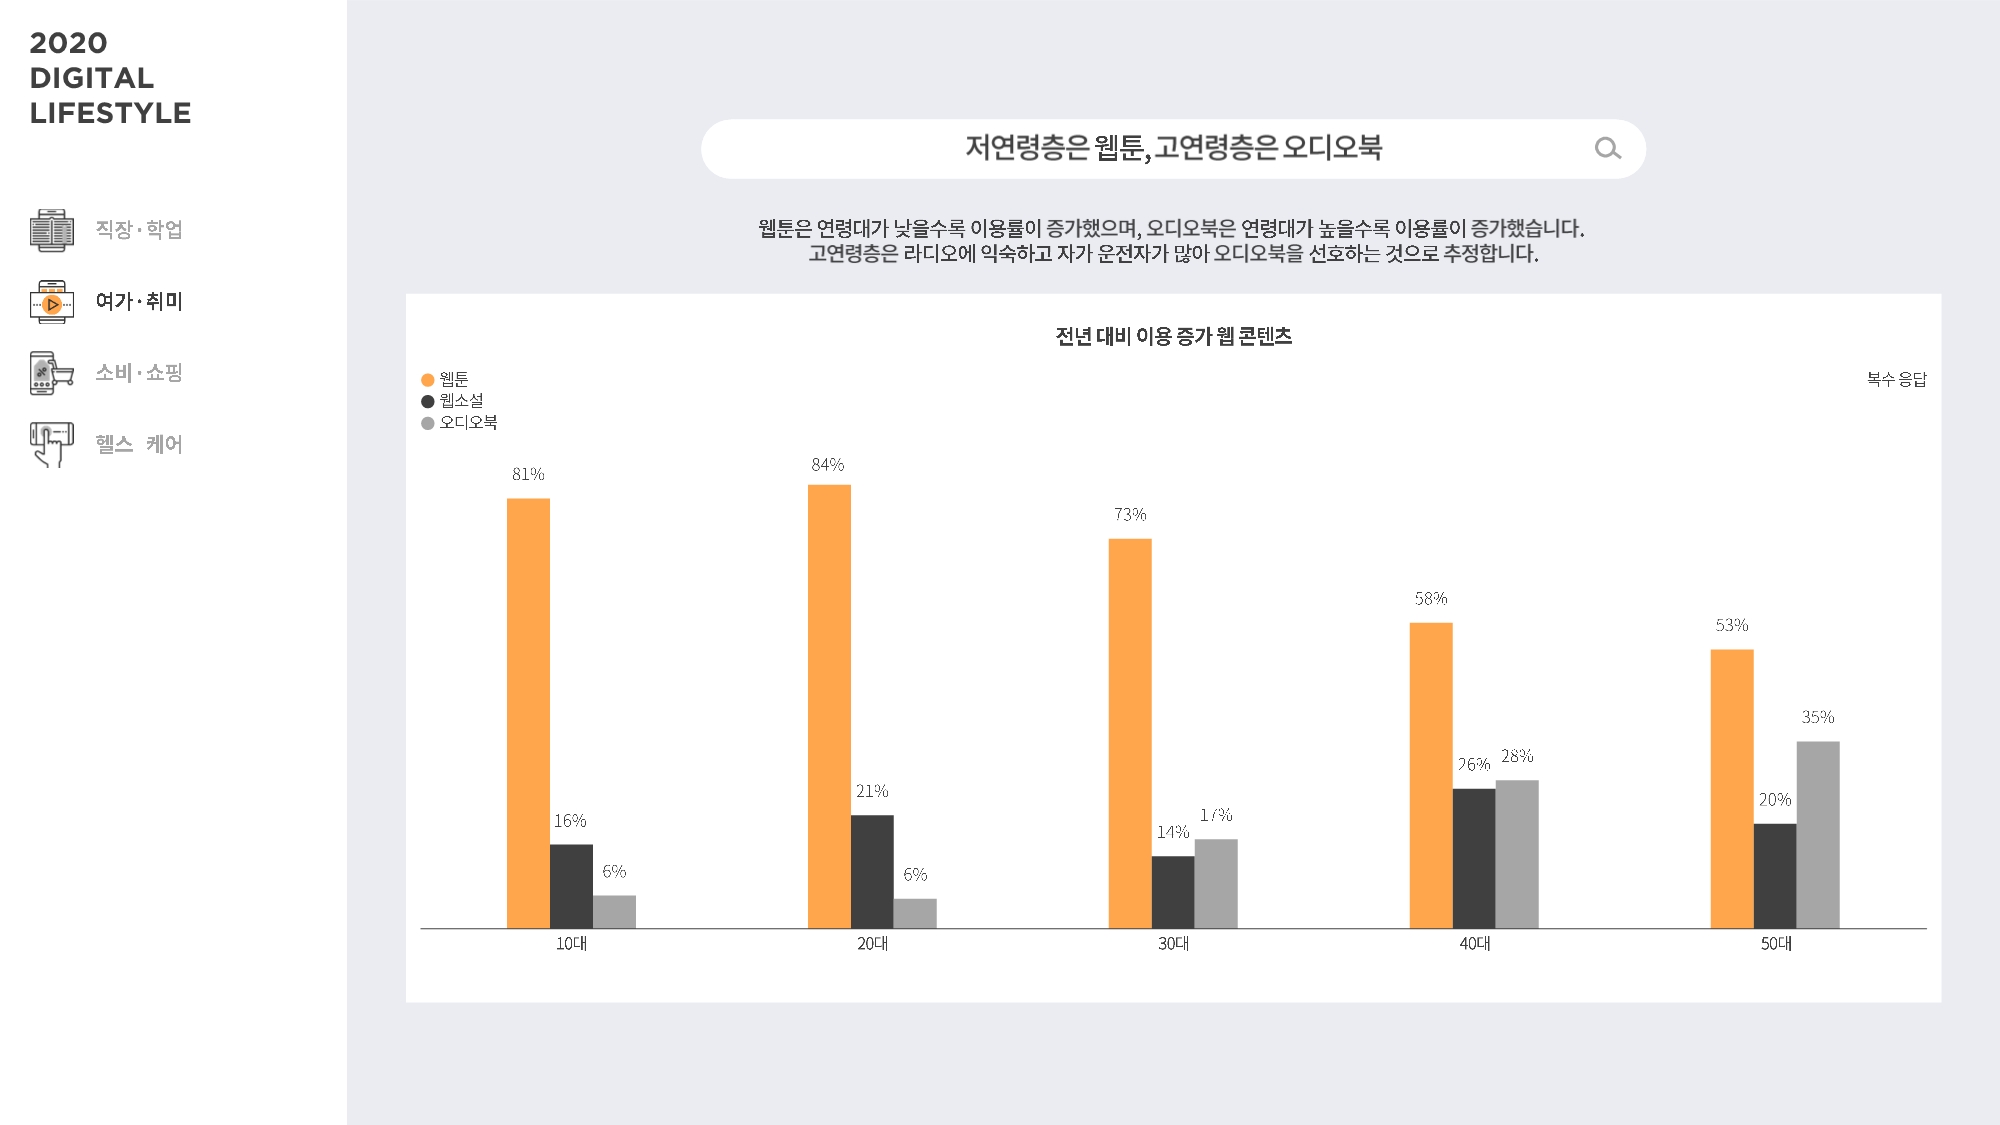 2020
DIGITAL
LIFESTYLE
직장·학업
여가·취미
소비·쇼핑
헬스 케어
저연령층은 웹툰, 고연령층은 오디오북
웹툰은 연령대가 낮을수록 이용률이 증가했으며, 오디오북은 연령대가 높을수록 이용률이 증가했습니다.
고연령층은 라디오에 익숙하고 자가 운전자가 많아 오디오북을 선호하는 것으로 추정합니다.
전년 대비 이용 증가 웹 콘텐츠
웹툰
웹소설
오디오북
복수 응답
81% 16% 6%
84% 21% 6%
73% 14% 17%
58% 26% 28%
53% 20% 35%
10대 20대 30대 40대 50대